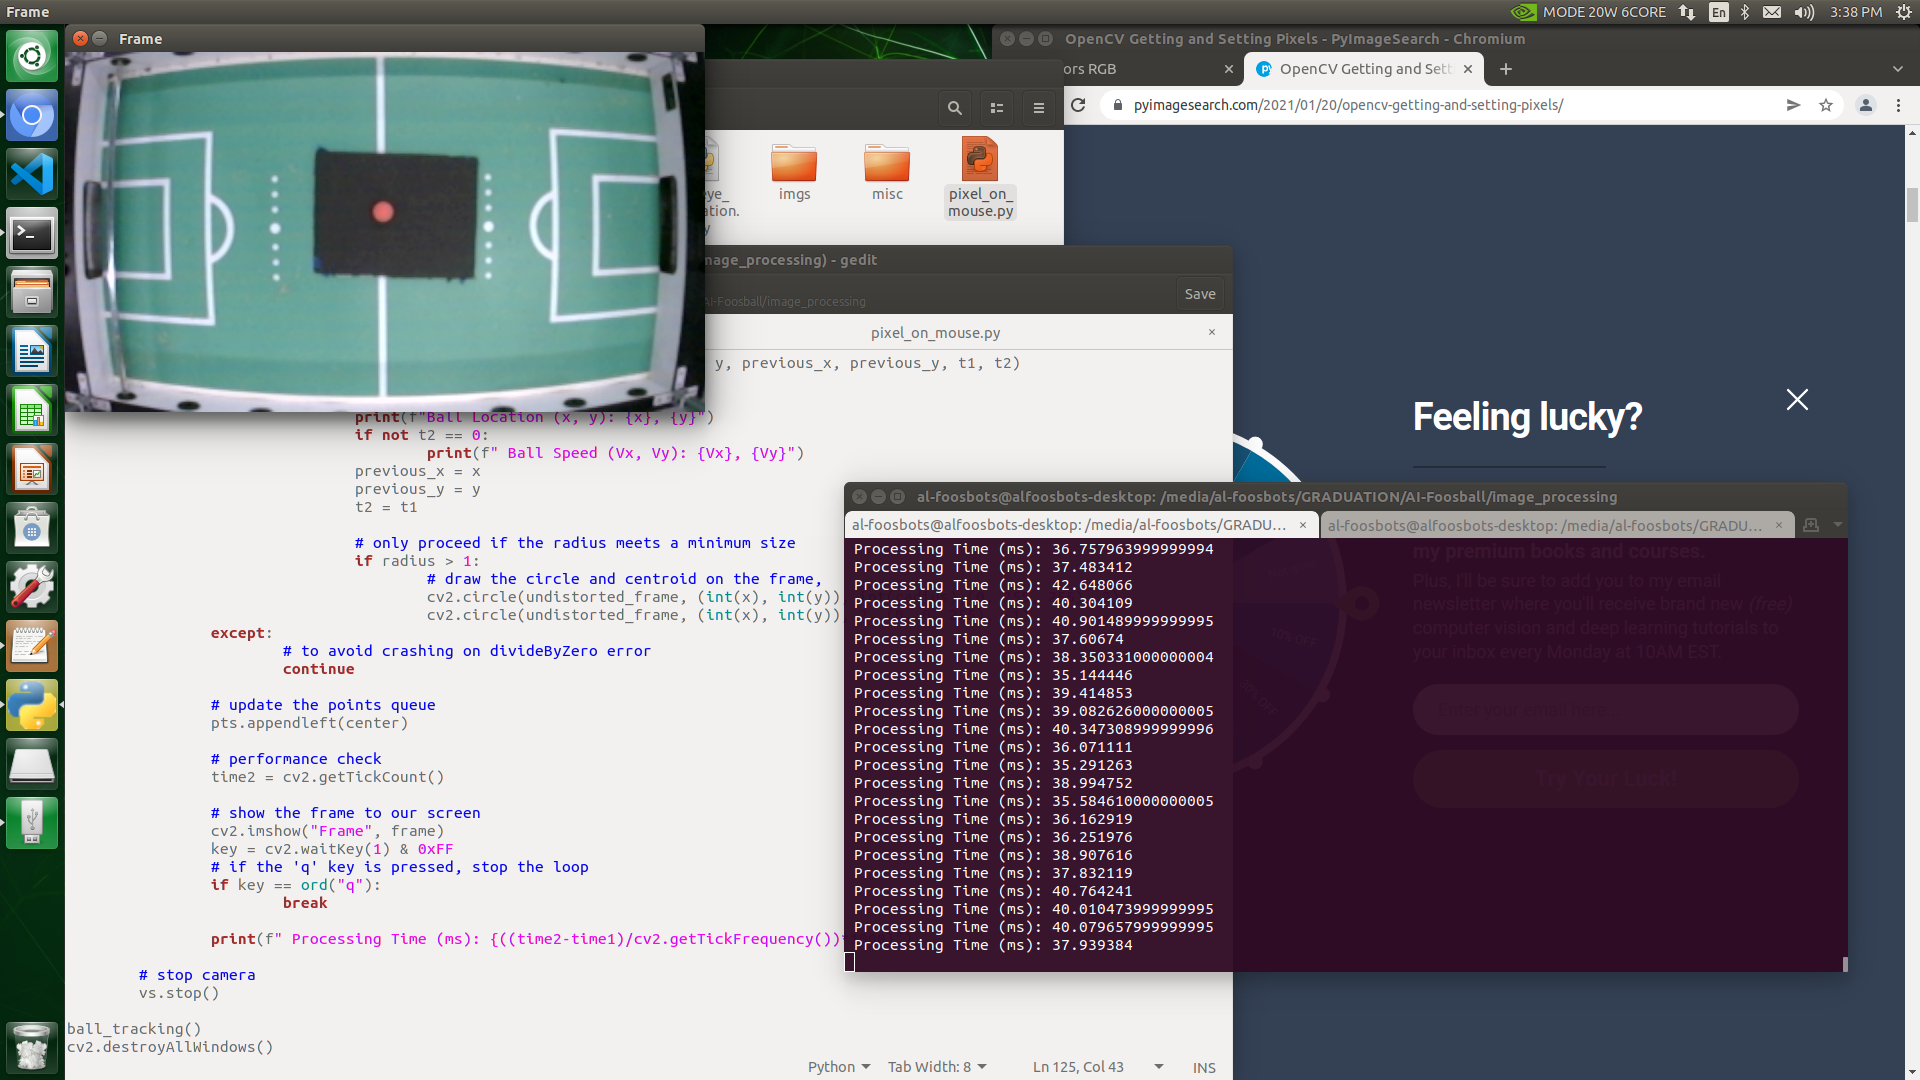 Frame
MODE 20W 6CORE
En
3:38 PM
Frame
OpenCV Getting and Setting Pixels - PyImageSearch - Chromium
ors RGB
OpenCV Getting and Sett
pyimagesearch.com/2021/01/20/opencv-getting-and-setting-pixels/
eye_
ation.
y
imgs
misc
pixel_on_
mouse.py
mage_processing) - gedit
AI-Foosball/image_processing
Save
pixel_on_mouse.py
y, previous_x, previous_y, t1, t2)
print(f"Ball Location (x, y): {x}, {y}")
if not t2 == 0:
print(f" Ball Speed (Vx, Vy): {Vx}, {Vy}")
previous_x = x
previous_y = y
t2 = t1
# only proceed if the radius meets a minimum size
if radius > 1:
# draw the circle and centroid on the frame,
cv2.circle(undistorted_frame, (int(x), int(y)),
cv2.circle(undistorted_frame, (int(x), int(y)),
except:
# to avoid crashing on divideByZero error
continue
# update the points queue
pts.appendleft(center)
# performance check
time2 = cv2.getTickCount()
# show the frame to our screen
cv2.imshow("Frame", frame)
key = cv2.waitKey(1) & 0xFF
# if the 'q' key is pressed, stop the loop
if key == ord("q"):
break
print(f" Processing Time (ms): {((time2-time1)/cv2.getTickFrequency())*
# stop camera
vs.stop()
ball_tracking()
cv2.destroyAllWindows()
Python
Tab Width: 8
Ln 125, Col 43
INS
Feeling lucky?
al-foosbots@alfoosbots-desktop: /media/al-foosbots/GRADUATION/AI-Foosball/image_processing
al-foosbots@alfoosbots-desktop: /media/al-foosbots/GRADU...
al-foosbots@alfoosbots-desktop: /media/al-foosbots/GRADU...
Processing Time (ms): 36.757963999999994
Processing Time (ms): 37.483412
Processing Time (ms): 42.648066
Processing Time (ms): 40.304109
Processing Time (ms): 40.901489999999995
Processing Time (ms): 37.60674
Processing Time (ms): 38.350331000000004
Processing Time (ms): 35.144446
Processing Time (ms): 39.414853
Processing Time (ms): 39.082626000000005
Processing Time (ms): 40.347308999999996
Processing Time (ms): 36.071111
Processing Time (ms): 35.291263
Processing Time (ms): 38.994752
Processing Time (ms): 35.584610000000005
Processing Time (ms): 36.162919
Processing Time (ms): 36.251976
Processing Time (ms): 38.907616
Processing Time (ms): 37.832119
Processing Time (ms): 40.764241
Processing Time (ms): 40.010473999999995
Processing Time (ms): 40.079657999999995
Processing Time (ms): 37.939384
my premium books and courses.
Plus, I'll be sure to add you to my email
newsletter where you'll receive brand new (free)
computer vision and deep learning tutorials to
your inbox every Monday at 10AM EST.
Enter your email here
Try Your Luck!